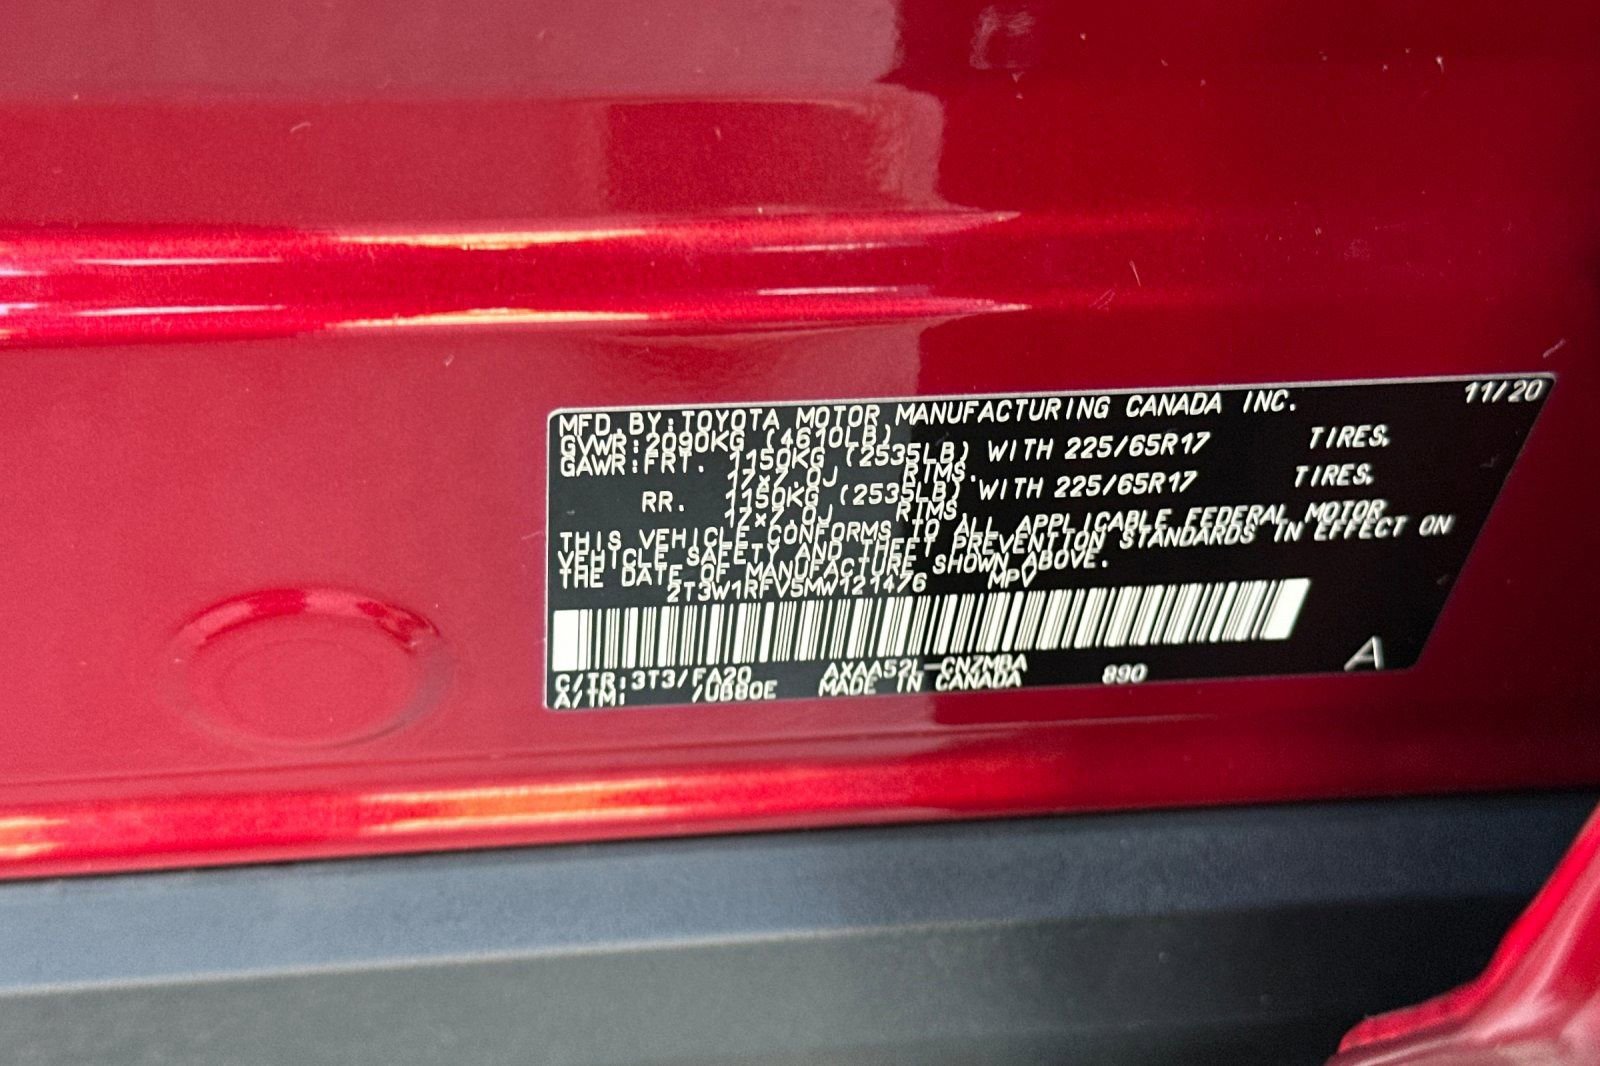 MFD. BY: TOYOTA MOTOR MANUFACTURING CANADA INC. 11/20
GVWR: 2090KG (4610LB)
GAWR: FRT. 1150KG (2535LB) WITH 225/65R17 TIRES,
17x7.0J RIMS,
RR. 1150KG (2535LB) WITH 225/65R17 TIRES,
17x7.0J RIMS,
THIS VEHICLE CONFORMS TO ALL APPLICABLE FEDERAL MOTOR
VEHICLE SAFETY AND THEFT PREVENTION STANDARDS IN EFFECT ON
THE DATE OF MANUFACTURE SHOWN ABOVE.
2T3W1RFV5MW121476 MPV
C/TR: 3T3/FA20 AXAA52L-CNZMBA 890 A
A/TM: /UB80E MADE IN CANADA